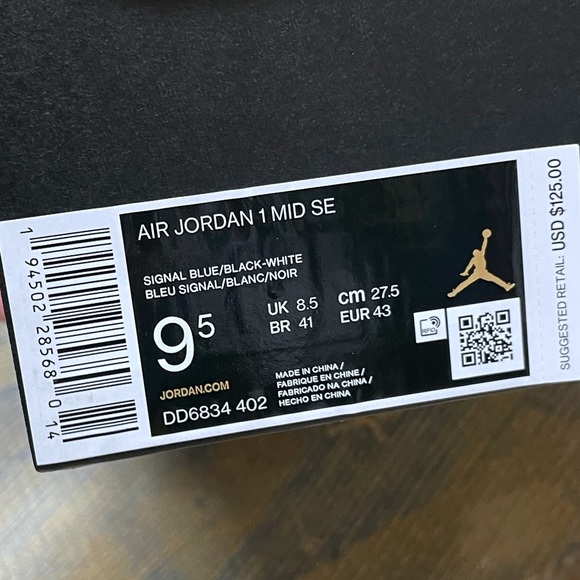 AIR JORDAN 1 MID SE
SIGNAL BLUE/BLACK-WHITE
BLEU SIGNAL/BLANC/NOIR
9 5
UK 8.5
cm 27.5
BR 41
EUR 43
RFID
JORDAN.COM
DD6834 402
MADE IN CHINA /
FABRIQUE EN CHINE /
FABRICADO NA CHINA /
HECHO EN CHINA
1 94502 28568 0 14
SUGGESTED RETAIL: USD $125.00